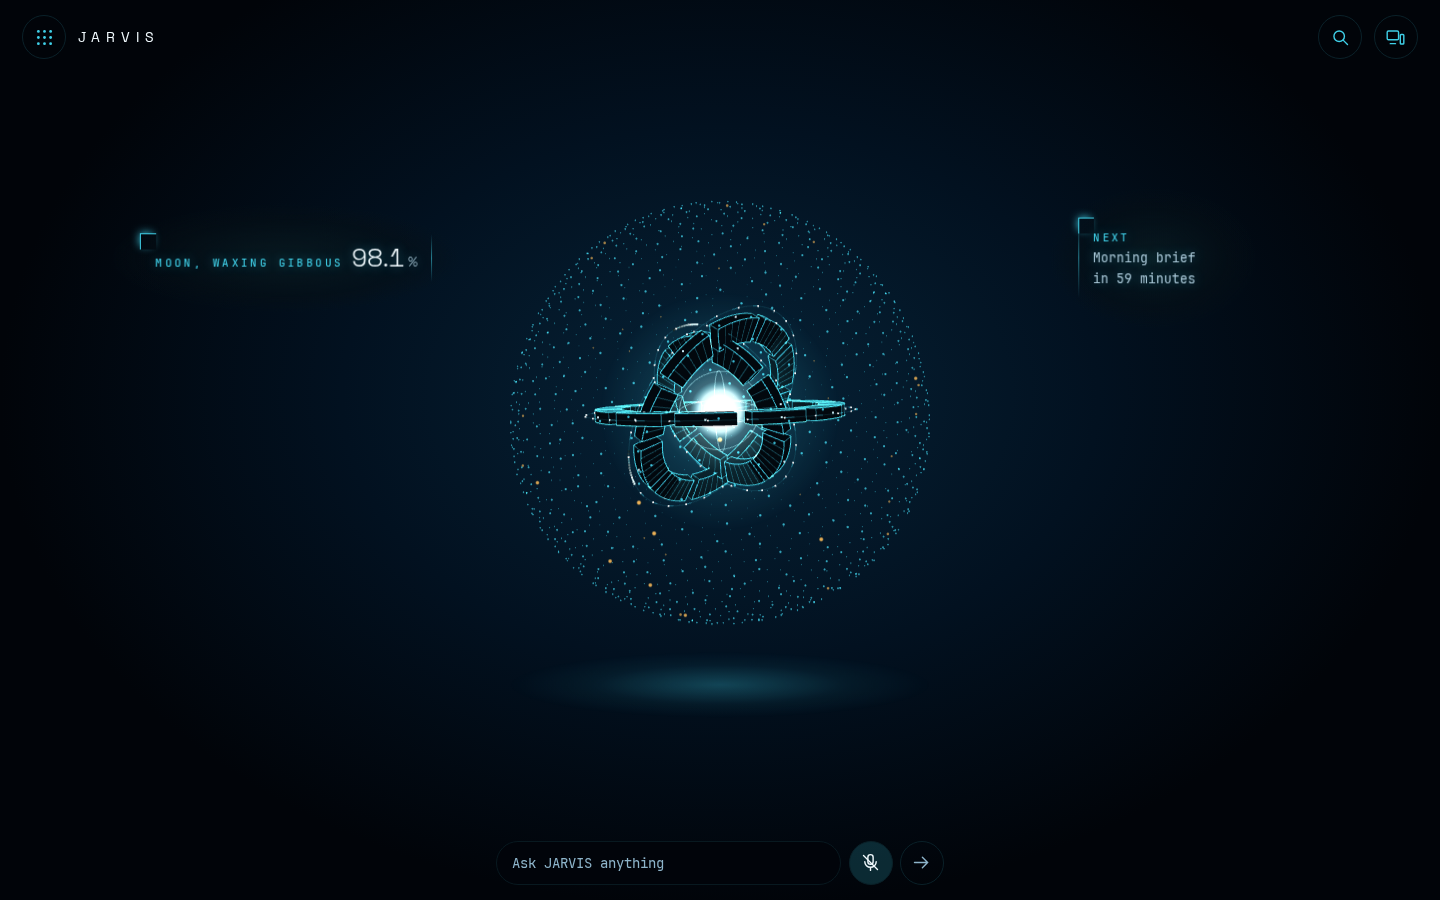 JARVIS
MOON, WAXING GIBBOUS 98.1%
NEXT
Morning brief
in 59 minutes
Ask JARVIS anything